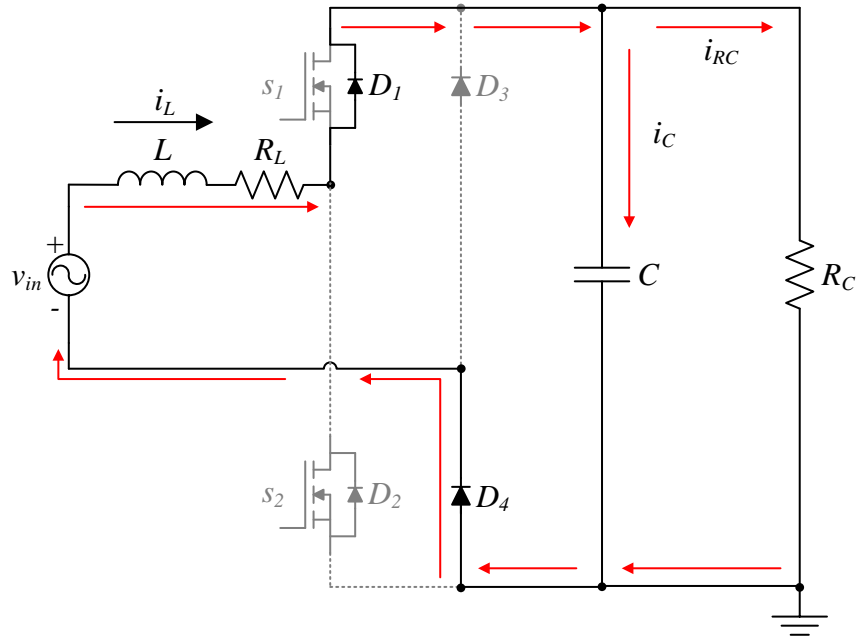 s1 D1 D3 iRC
iL
iC
L RL
+
vin C RC
-
s2 D2 D4